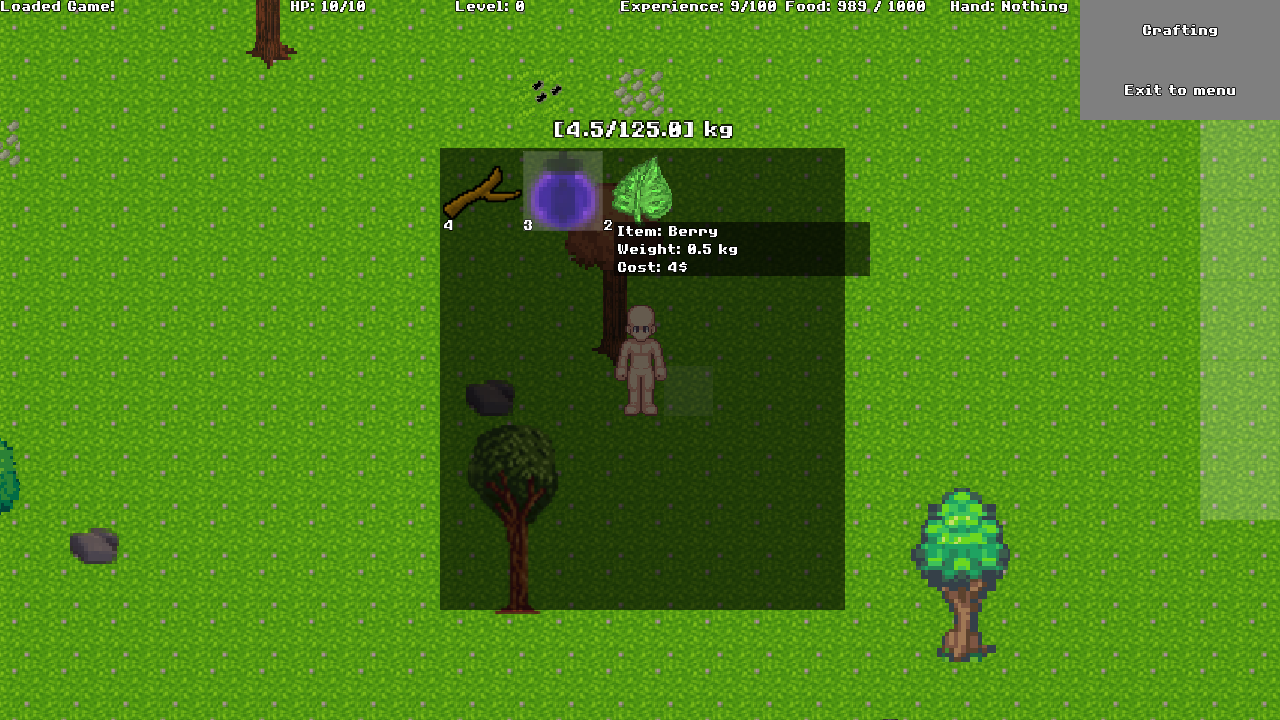 Loaded Game! HP: 10/10 Level: 0 Experience: 9/100 Food: 989 / 1000 Hand: Nothing
Crafting
Exit to menu
[4.5/125.0] kg
4 3 2
Item: Berry
Weight: 0.5 kg
Cost: 4$